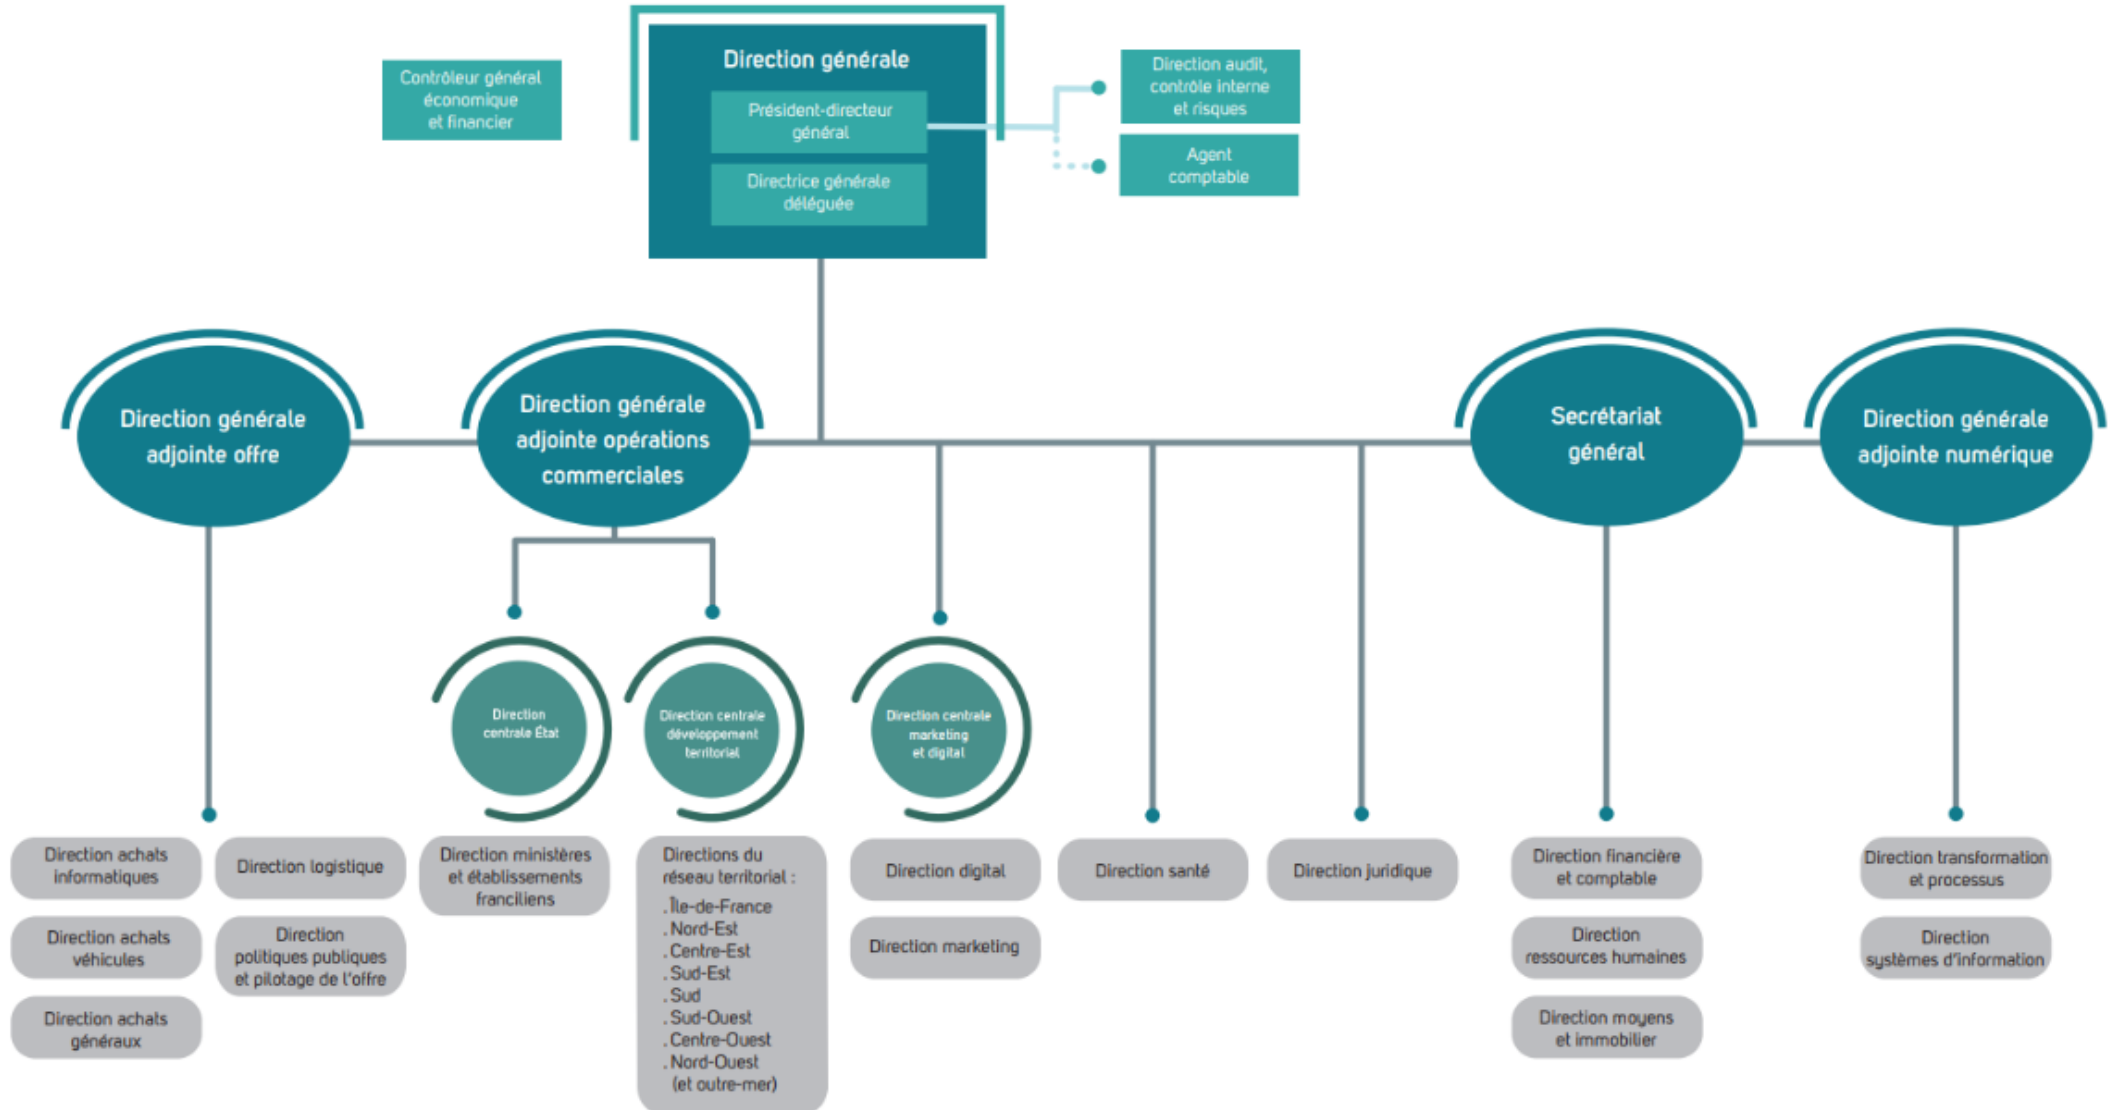 Direction générale
Président-directeur
général
Directrice générale
déléguée
Contrôleur général
économique
et financier
Direction audit,
contrôle interne
et risques
Agent
comptable
Direction générale
adjointe offre
Direction générale
adjointe opérations
commerciales
Secrétariat
général
Direction générale
adjointe numérique
Direction
centrale État
Direction centrale
développement
territorial
Direction centrale
marketing
et digital
Direction achats
informatiques
Direction achats
véhicules
Direction achats
généraux
Direction logistique
Direction
politiques publiques
et pilotage de l'offre
Direction ministères
et établissements
franciliens
Directions du
réseau territorial :
. Île-de-France
. Nord-Est
. Centre-Est
. Sud-Est
. Sud
. Sud-Ouest
. Centre-Ouest
. Nord-Ouest
(et outre-mer)
Direction digital
Direction marketing
Direction santé
Direction juridique
Direction financière
et comptable
Direction
ressources humaines
Direction moyens
et immobilier
Direction transformation
et processus
Direction
systèmes d'information